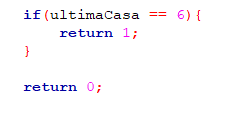 if(ultimaCasa == 6){
return 1;
}
return 0;